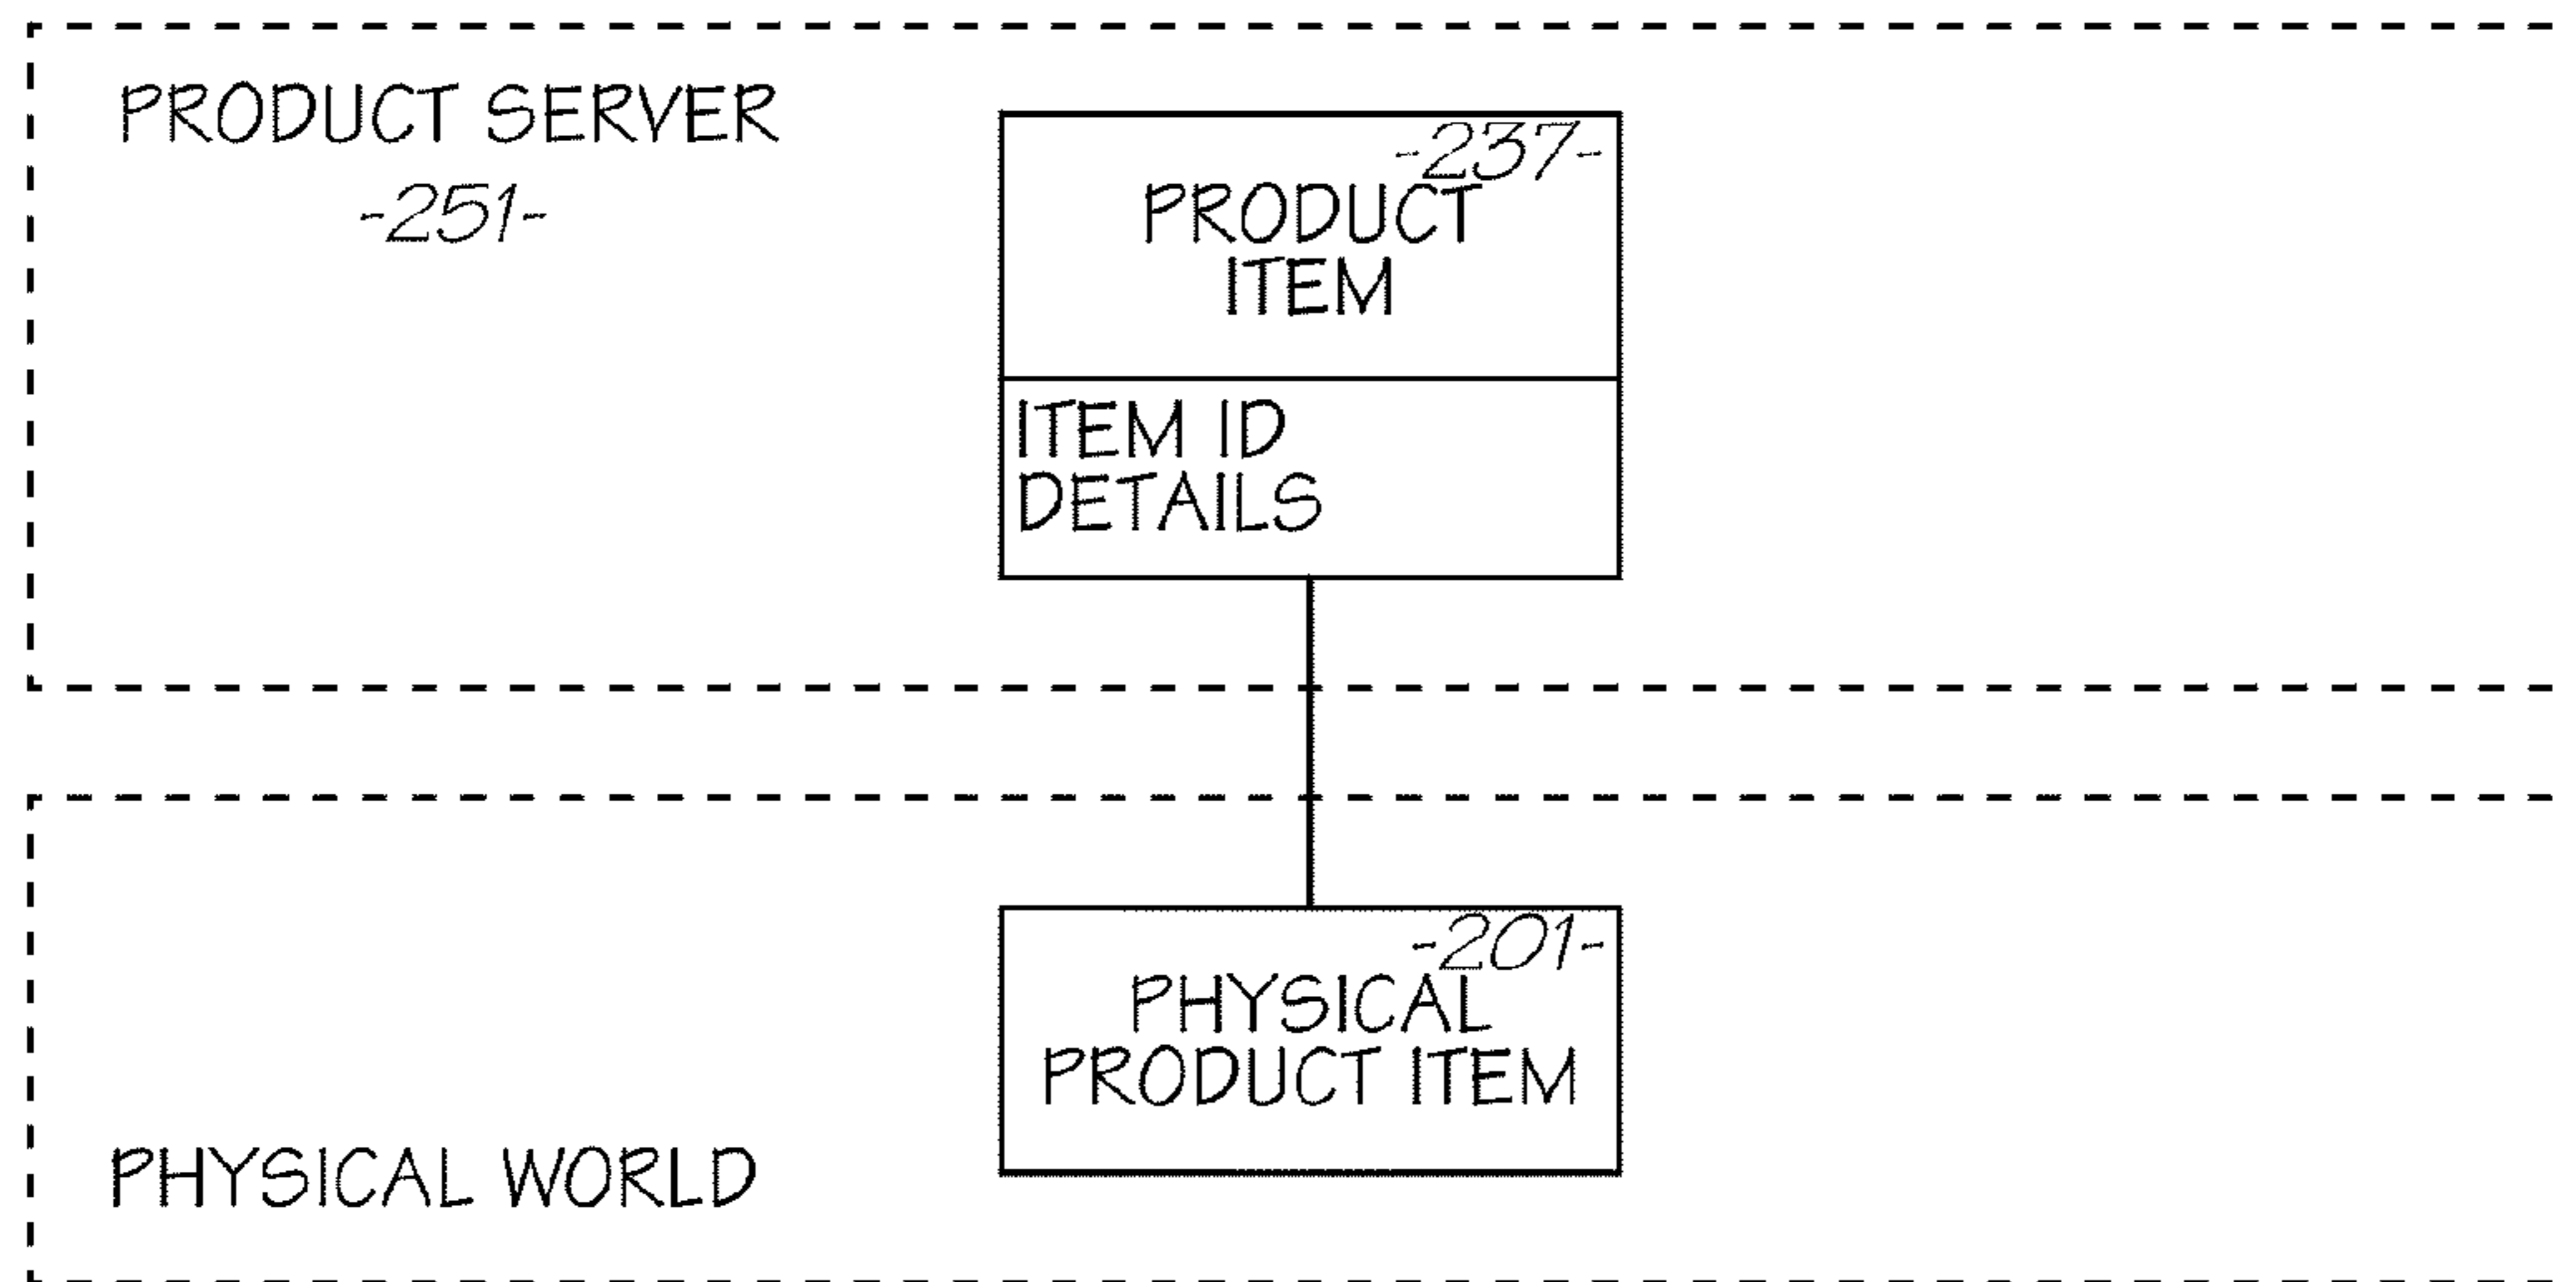 PRODUCT SERVER
-251-
-237-
PRODUCT
ITEM
ITEM ID
DETAILS
-201-
PHYSICAL
PRODUCT ITEM
PHYSICAL WORLD